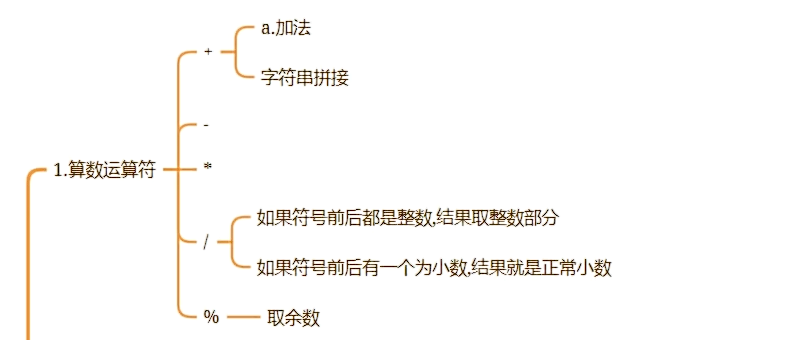 a.加法
+
字符串拼接
-
1.算数运算符
*
如果符号前后都是整数,结果取整数部分
/
如果符号前后有一个为小数,结果就是正常小数
% 取余数